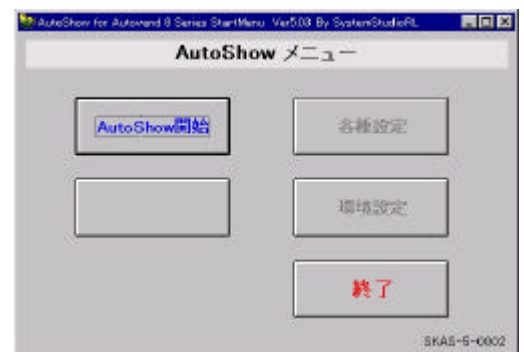 AutoShow for Autowand 8 Series StartMenu Ver5.03 By SystemStudioRL
AutoShow メニュー
AutoShow開始
各種設定
環境設定
終了
SKAS-5-0002